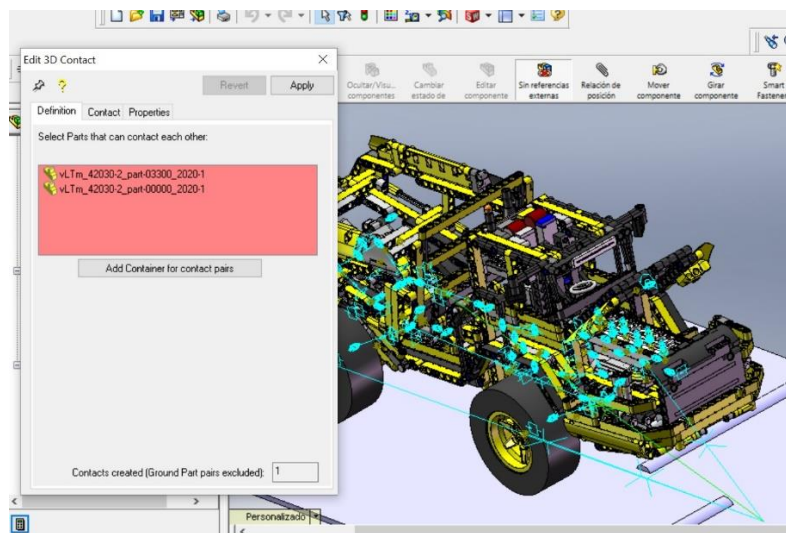 Edit 3D Contact
Revert
Apply
Definition
Contact
Properties
Select Parts that can contact each other:
vLTm_42030-2_part-03300_2020-1
vLTm_42030-2_part-00000_2020-1
Add Container for contact pairs
Contacts created (Ground Part pairs excluded):
1
Ocultar/Visu...
componentes
Cambiar
estado de
Editar
componente
Sin referencias
externas
Relación de
posición
Mover
componente
Girar
componente
Smart
Fastener
Personalizado